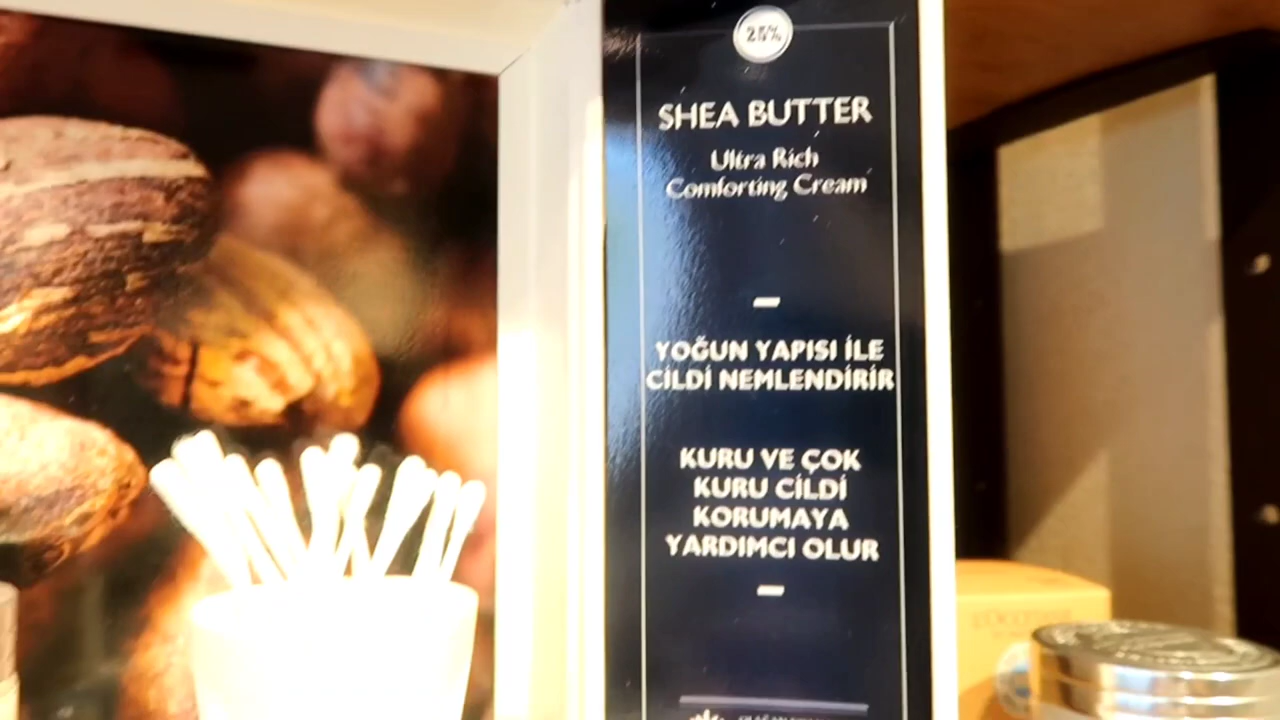 25%
SHEA BUTTER
Ultra Rich
Comforting Cream
YOĞUN YAPISI İLE
CİLDİ NEMLENDİRİR
KURU VE ÇOK
KURU CİLDİ
KORUMAYA
YARDIMCI OLUR